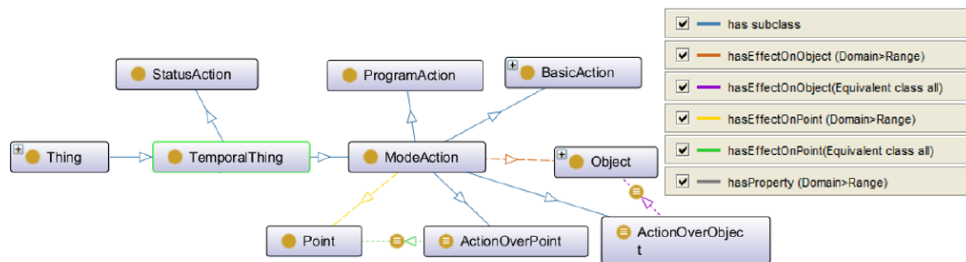 has subclass
StatusAction
ProgramAction
BasicAction
hasEffectOnObject (Domain>Range)
hasEffectOnObject(Equivalent class all)
hasEffectOnPoint (Domain>Range)
Thing
TemporalThing
ModeAction
Object
hasEffectOnPoint(Equivalent class all)
hasProperty (Domain>Range)
Point
ActionOverPoint
ActionOverObjec
t